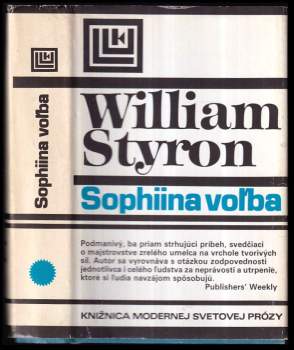 Sophiina voľba
William
Styron
Sophiina voľba
Podmanivý, ba priam strhujúci príbeh, svedčiaci
o majstrovstve zrelého umelca na vrchole tvorivých
síl. Autor sa vyrovnáva s otázkou zodpovednosti
jednotlivca i celého ľudstva za neprávosti a utrpenie,
ktoré si ľudia navzájom spôsobujú.
Publishers' Weekly
KNIŽNICA MODERNEJ SVETOVEJ PRÓZY